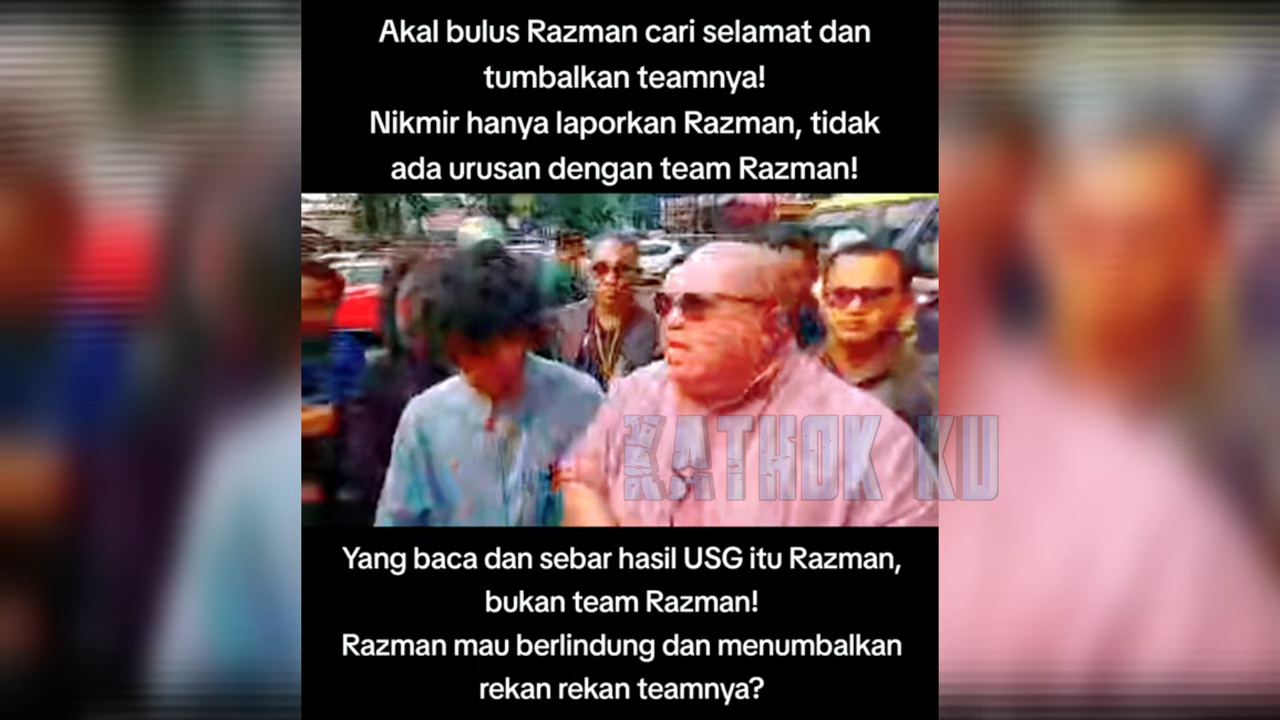 Akal bulus Razman cari selamat dan
tumbalkan teamnya!
Nikmir hanya laporkan Razman, tidak
ada urusan dengan team Razman!
KATHOK KU
Yang baca dan sebar hasil USG itu Razman,
bukan team Razman!
Razman mau berlindung dan menumbalkan
rekan rekan teamnya?